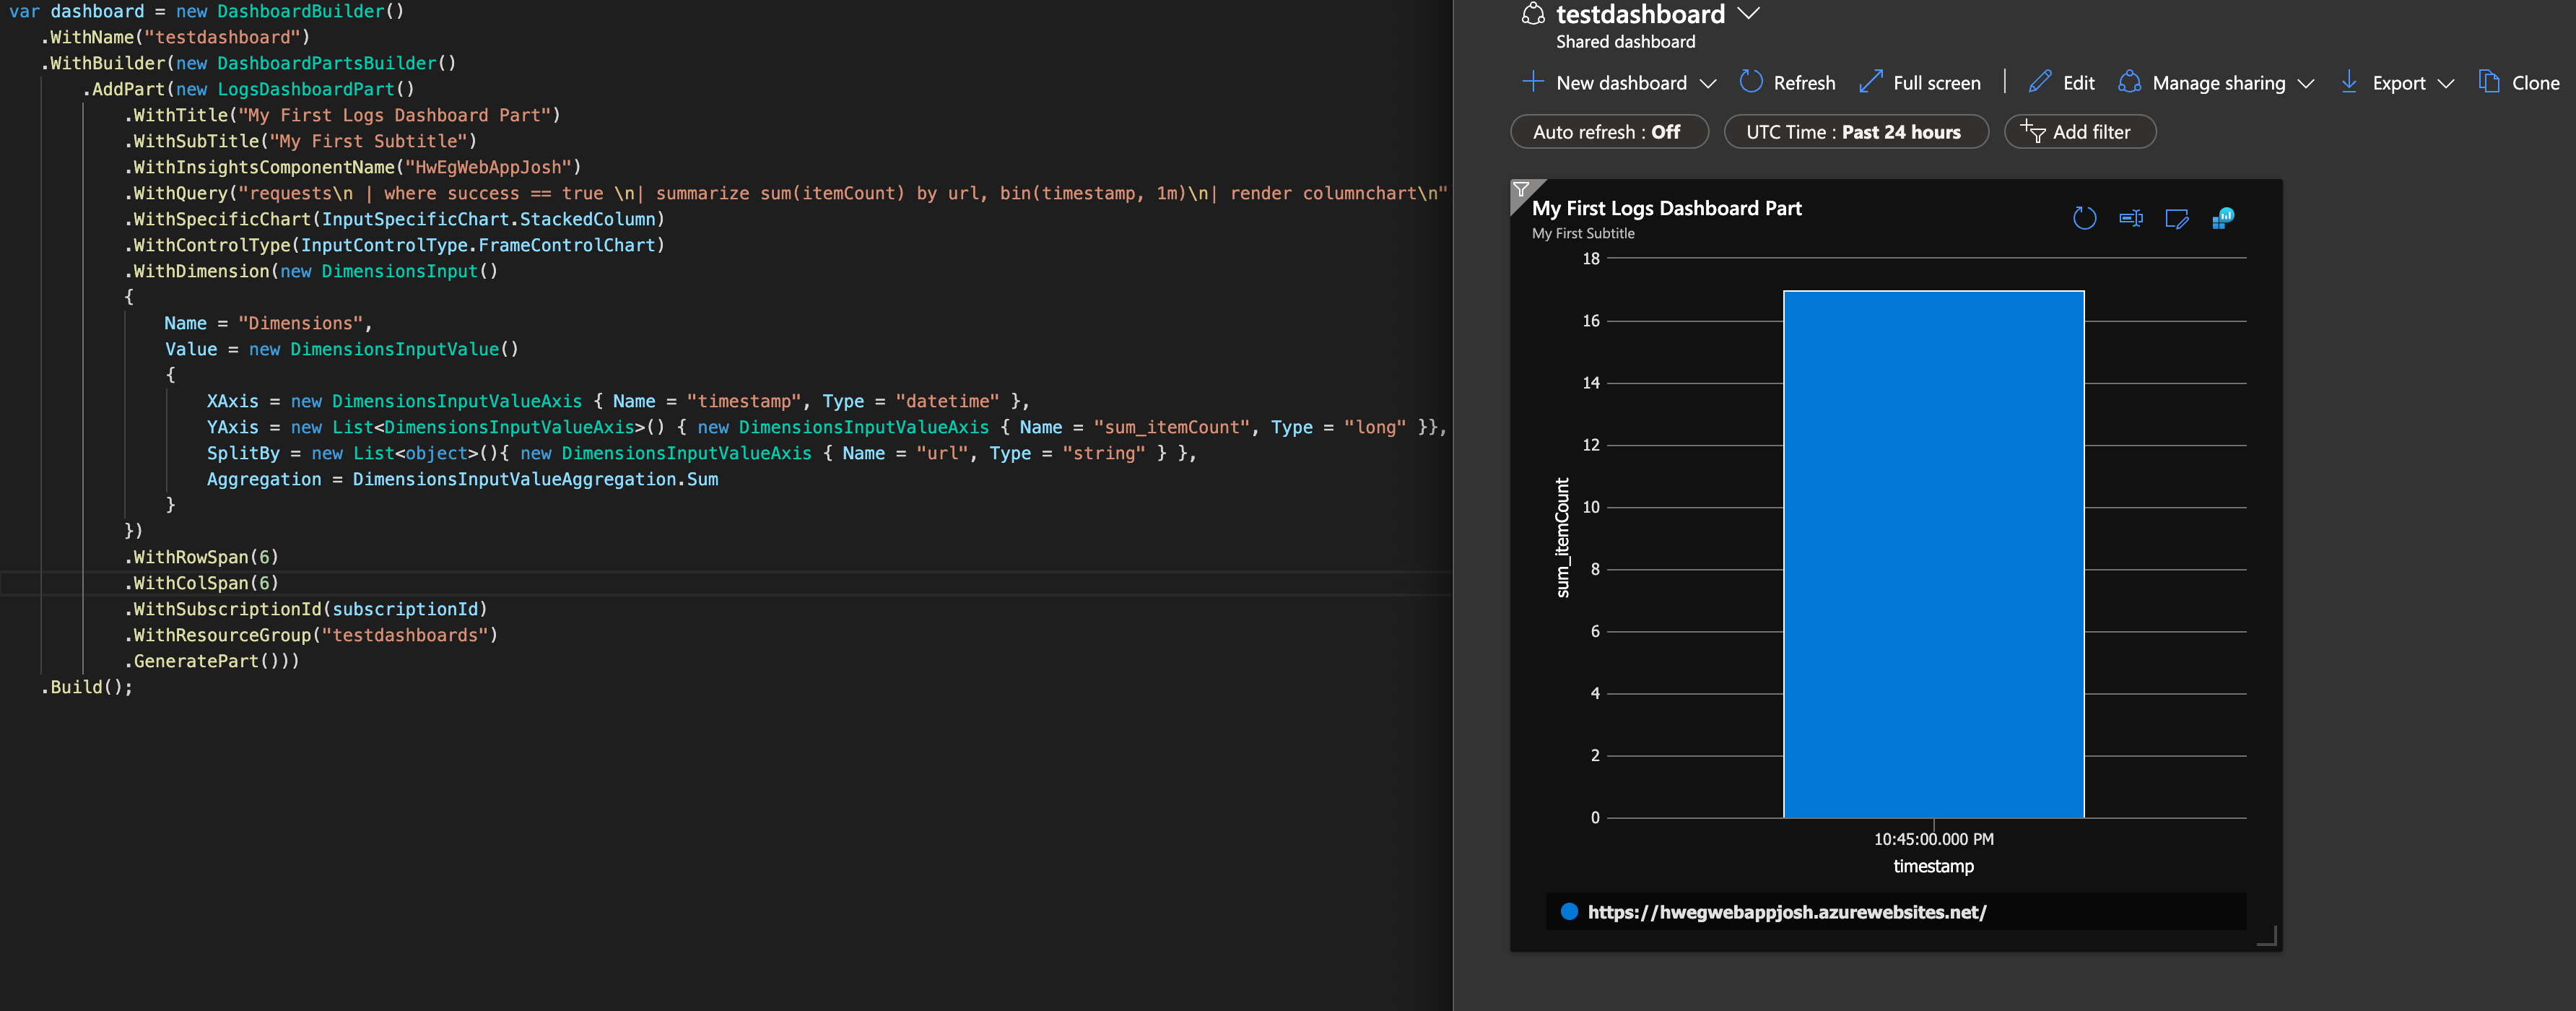 var dashboard = new DashboardBuilder()
.WithName("testdashboard")
.WithBuilder(new DashboardPartsBuilder()
.AddPart(new LogsDashboardPart()
.WithTitle("My First Logs Dashboard Part")
.WithSubTitle("My First Subtitle")
.WithInsightsComponentName("HwEgWebAppJosh")
.WithQuery("requests\n | where success == true \n| summarize sum(itemCount) by url, bin(timestamp, 1m)\n| render columnchart\n"
.WithSpecificChart(InputSpecificChart.StackedColumn)
.WithControlType(InputControlType.FrameControlChart)
.WithDimension(new DimensionsInput()
{
Name = "Dimensions",
Value = new DimensionsInputValue()
{
XAxis = new DimensionsInputValueAxis { Name = "timestamp", Type = "datetime" },
YAxis = new List<DimensionsInputValueAxis>() { new DimensionsInputValueAxis { Name = "sum_itemCount", Type = "long" }},
SplitBy = new List<object>(){ new DimensionsInputValueAxis { Name = "url", Type = "string" } },
Aggregation = DimensionsInputValueAggregation.Sum
}
})
.WithRowSpan(6)
.WithColSpan(6)
.WithSubscriptionId(subscriptionId)
.WithResourceGroup("testdashboards")
.GeneratePart()))
.Build();
testdashboard
Shared dashboard
New dashboard Refresh Full screen | Edit Manage sharing Export Clone
Auto refresh : Off UTC Time : Past 24 hours Add filter
My First Logs Dashboard Part
My First Subtitle
18
16
14
12
10
8
6
4
2
0
sum_itemCount
10:45:00.000 PM
timestamp
https://hwegwebappjosh.azurewebsites.net/